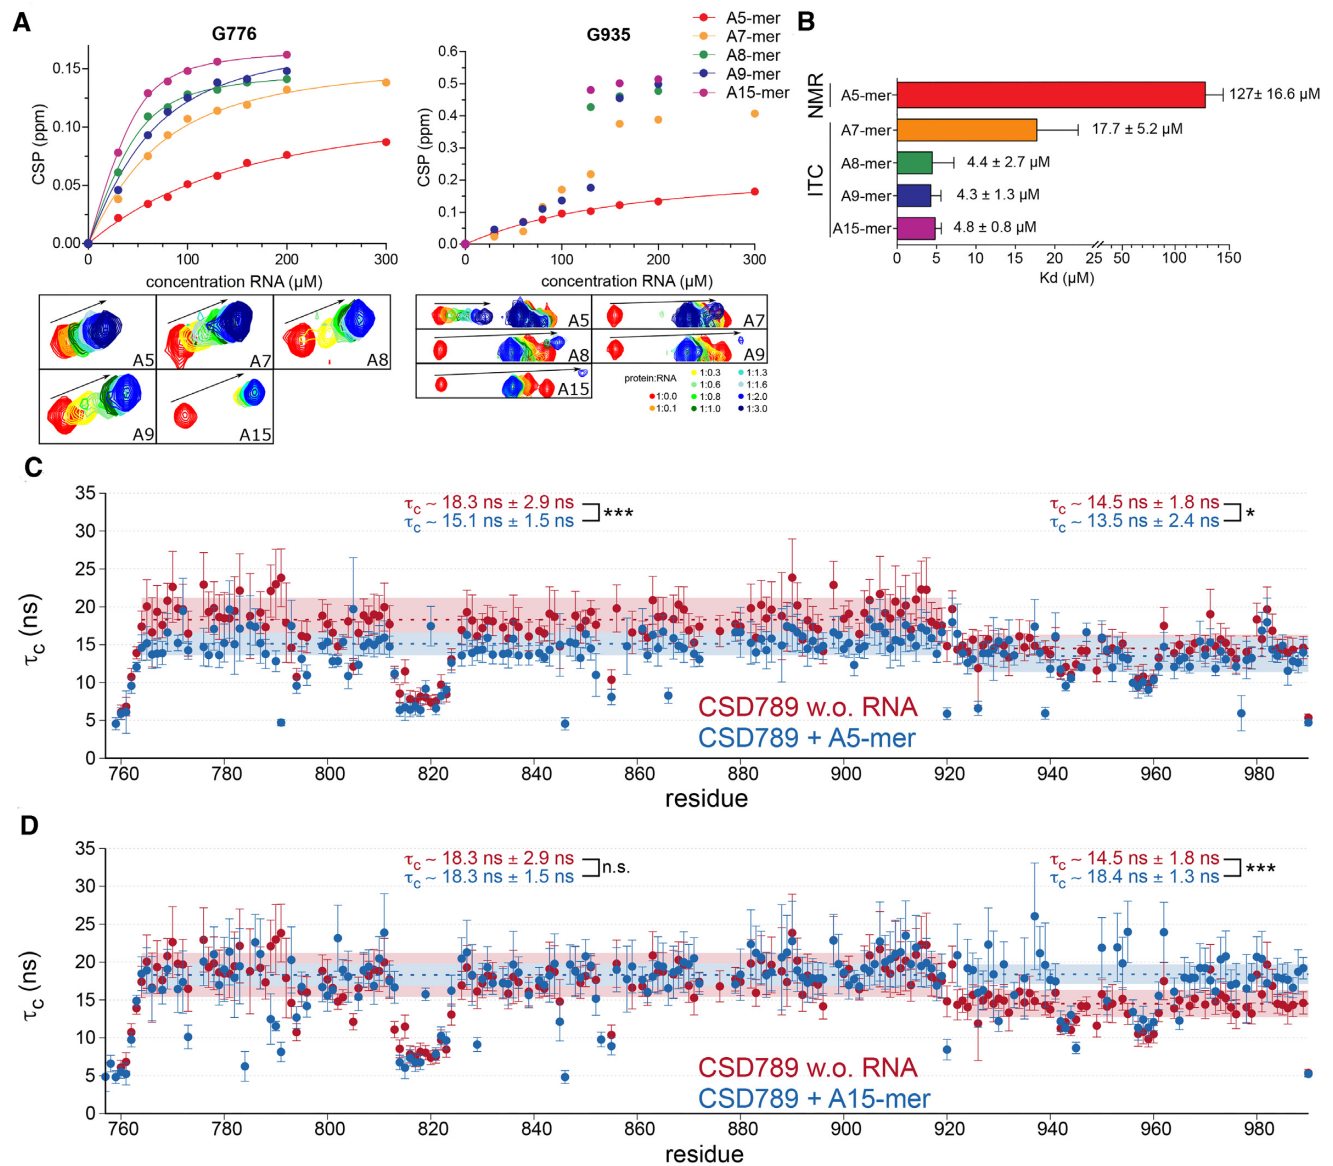 A
G776
CSP (ppm)
0.15
0.10
0.05
0.00
0
100
200
300
concentration RNA (µM)
G935
CSP (ppm)
0.6
0.5
0.4
0.3
0.2
0.1
0.0
0
100
200
300
concentration RNA (µM)
A5-mer
A7-mer
A8-mer
A9-mer
A15-mer
A5
A7
A8
A9
A15
A5
A7
A8
A9
A15
protein:RNA
1:0.0
1:0.1
1:0.3
1:0.6
1:0.8
1:1.0
1:1.3
1:1.6
1:2.0
1:3.0
B
NMR
ITC
A5-mer
127± 16.6 µM
A7-mer
17.7 ± 5.2 µM
A8-mer
4.4 ± 2.7 µM
A9-mer
4.3 ± 1.3 µM
A15-mer
4.8 ± 0.8 µM
0 5 10 15 20 25 50 100 150
Kd (µM)
C
τc (ns)
35
30
25
20
15
10
5
0
τc ~ 18.3 ns ± 2.9 ns
τc ~ 15.1 ns ± 1.5 ns
***
τc ~ 14.5 ns ± 1.8 ns
τc ~ 13.5 ns ± 2.4 ns
*
CSD789 w.o. RNA
CSD789 + A5-mer
760 780 800 820 840 860 880 900 920 940 960 980
residue
D
τc (ns)
35
30
25
20
15
10
5
0
τc ~ 18.3 ns ± 2.9 ns
τc ~ 18.3 ns ± 1.5 ns
n.s.
τc ~ 14.5 ns ± 1.8 ns
τc ~ 18.4 ns ± 1.3 ns
***
CSD789 w.o. RNA
CSD789 + A15-mer
760 780 800 820 840 860 880 900 920 940 960 980
residue